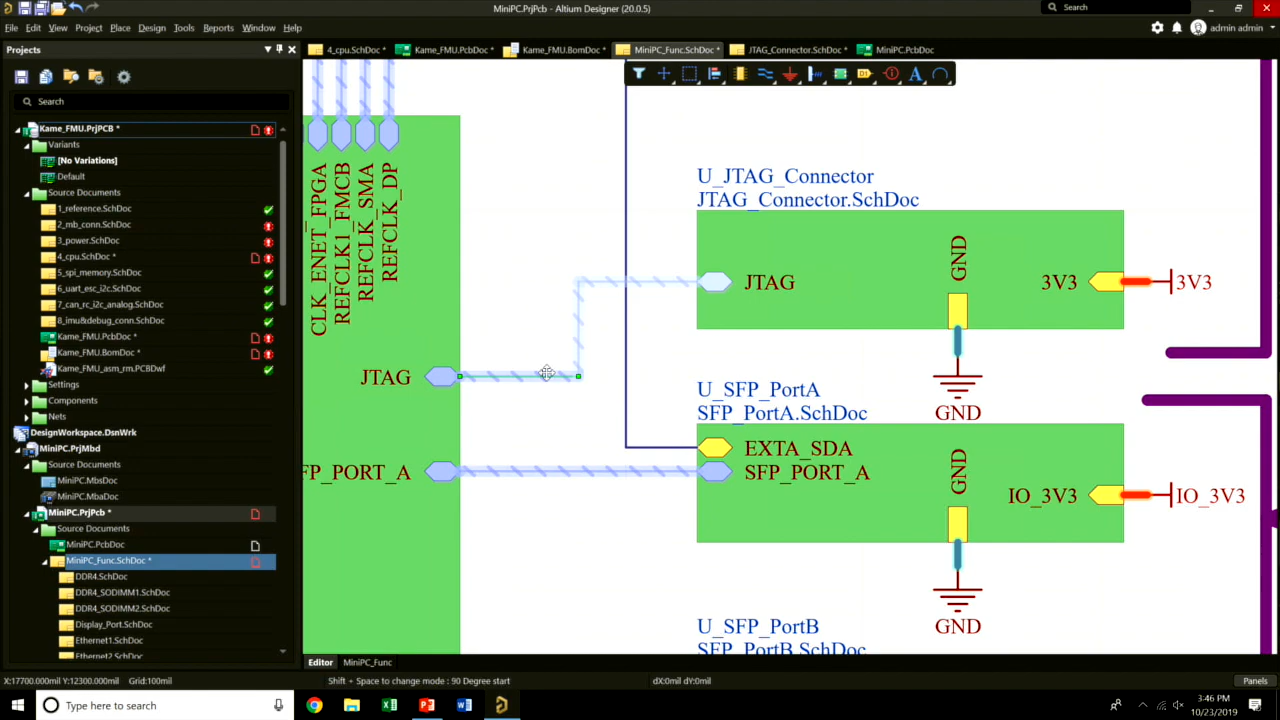 MiniPC.PrjPcb - Altium Designer (20.0.5)
Search
File Edit View Project Place Design Tools Reports Window Help
admin admin
Projects
4_cpu.SchDoc *
Kame_FMU.PcbDoc *
Kame_FMU.BomDoc *
MiniPC_Func.SchDoc *
JTAG_Connector.SchDoc *
MiniPC.PcbDoc
Search
Kame_FMU.PrjPCB *
Variants
[No Variations]
Default
Source Documents
1_reference.SchDoc
2_mb_conn.SchDoc
3_power.SchDoc
4_cpu.SchDoc *
5_spi_memory.SchDoc
6_uart_esc_i2c.SchDoc
7_can_rc_i2c_analog.SchDoc
8_imu&debug_conn.SchDoc
Kame_FMU.PcbDoc *
Kame_FMU.BomDoc *
Kame_FMU_asm_rm.PCBDwf
Settings
Components
Nets
DesignWorkspace.DsnWrk
MiniPC.PrjMbd
Source Documents
MiniPC.MbsDoc
MiniPC.MbaDoc
MiniPC.PrjPcb *
Source Documents
MiniPC.PcbDoc
MiniPC_Func.SchDoc *
DDR4.SchDoc
DDR4_SODIMM1.SchDoc
DDR4_SODIMM2.SchDoc
Display_Port.SchDoc
Ethernet1.SchDoc
Ethernet2.SchDoc
CLK_ENET_FPGA
REFCLK1_FMCB
REFCLK_SMA
REFCLK_DP
JTAG
FP_PORT_A
U_JTAG_Connector
JTAG_Connector.SchDoc
JTAG
GND
3V3
3V3
GND
U_SFP_PortA
SFP_PortA.SchDoc
EXTA_SDA
SFP_PORT_A
GND
IO_3V3
IO_3V3
GND
U_SFP_PortB
SFP_PortB.SchDoc
Editor MiniPC_Func
X:17700.000mil Y:12300.000mil Grid:100mil
Shift + Space to change mode : 90 Degree start
dX:0mil dY:0mil
Panels
Type here to search
3:46 PM
10/23/2019